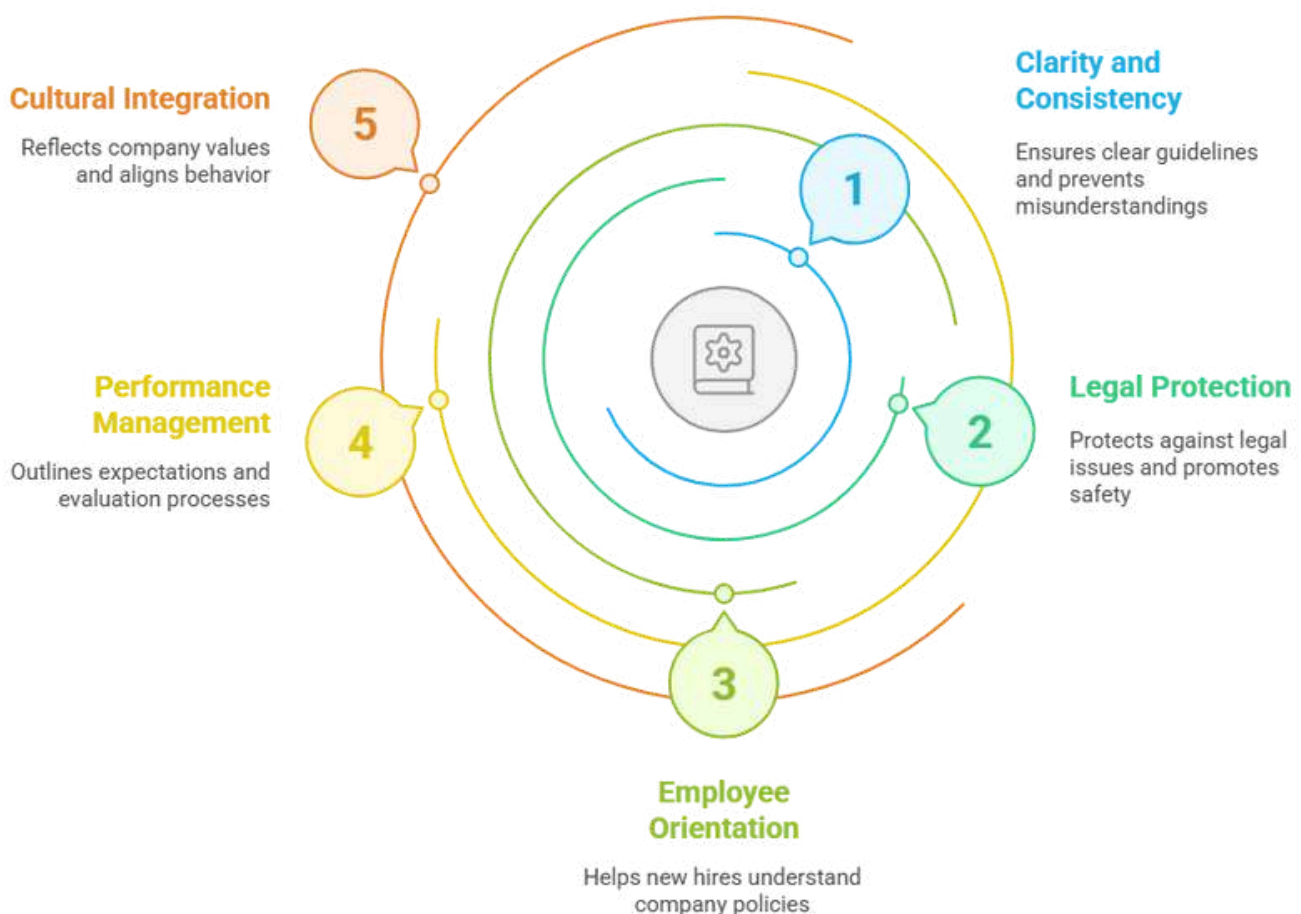 1
Clarity and
Consistency
Ensures clear guidelines
and prevents
misunderstandings
2
Legal Protection
Protects against legal
issues and promotes
safety
3
Employee
Orientation
Helps new hires understand
company policies
4
Performance
Management
Outlines expectations and
evaluation processes
5
Cultural Integration
Reflects company values
and aligns behavior